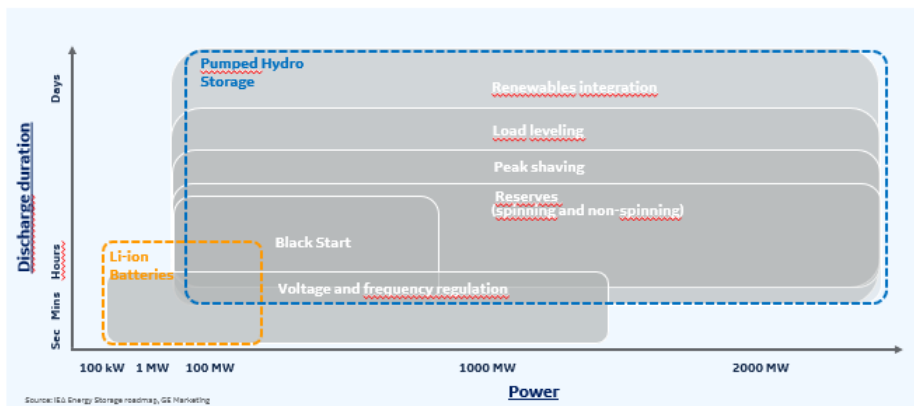 Pumped Hydro
Storage
Renewables integration
Load leveling
Peak shaving
Reserves
(spinning and non-spinning)
Black Start
Li-ion
Batteries
Voltage and frequency regulation
Discharge duration
Days
Hours
Mins
Sec
100 kW 1 MW 100 MW 1000 MW 2000 MW
Power
Source: IEA Energy Storage roadmap, GE Marketing